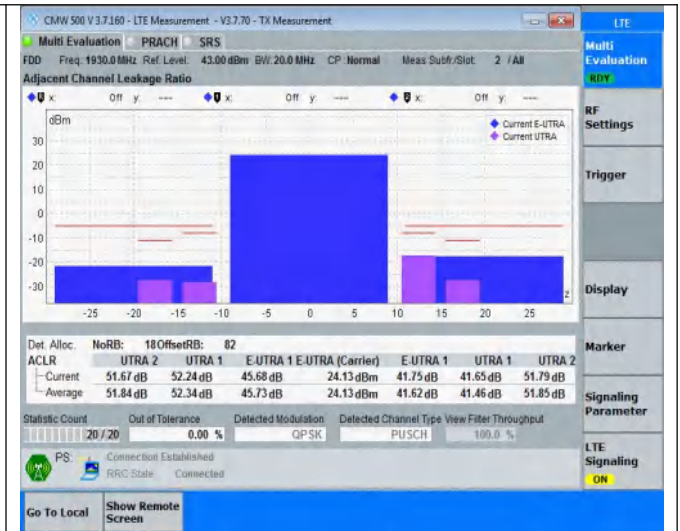 CMW 500 V 3.7.160 - LTE Measurement - V3.7.70 - TX Measurement
LTE
Multi Evaluation PRACH SRS
Multi Evaluation
RDY
FDD Freq: 1930.0 MHz Ref. Level: 43.00 dBm BW: 20.0 MHz CP :Normal Meas Subfr./Slot: 2 / All
Adjacent Channel Leakage Ratio
x: Off y: --- x: Off y: --- x: Off y: ---
dBm
Current E-UTRA
Current UTRA
30
20
10
0
-10
-20
-30
-25 -20 -15 -10 -5 0 5 10 15 20 25
RF Settings
Trigger
Display
Marker
Signaling Parameter
LTE Signaling
ON
Det. Alloc. NoRB: 18 OffsetRB: 82
ACLR UTRA 2 UTRA 1 E-UTRA 1 E-UTRA (Carrier) E-UTRA 1 UTRA 1 UTRA 2
Current 51.67 dB 52.24 dB 45.68 dB 24.13 dBm 41.75 dB 41.65 dB 51.79 dB
Average 51.84 dB 52.34 dB 45.73 dB 24.13 dBm 41.62 dB 41.46 dB 51.85 dB
Statistic Count Out of Tolerance Detected Modulation Detected Channel Type View Filter Throughput
20 / 20 0.00 % QPSK PUSCH 100.0 %
PS: Connection Established
RRC State Connected
Go To Local
Show Remote Screen